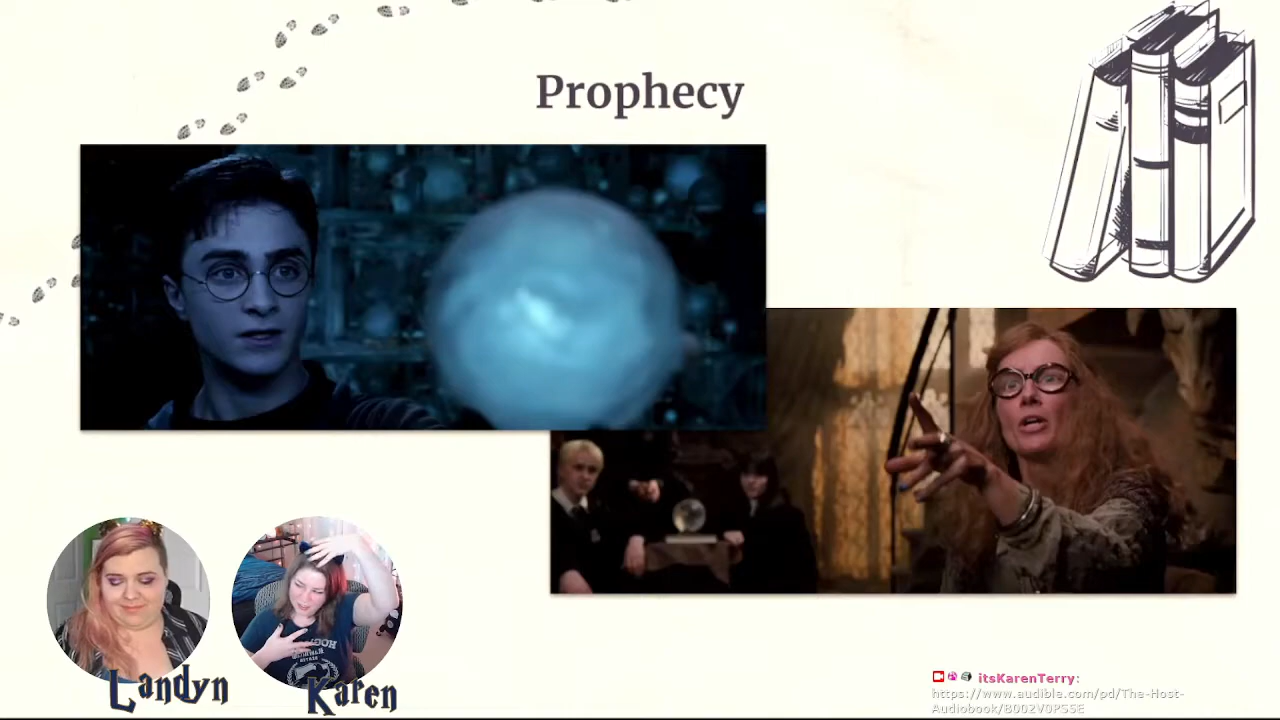 Prophecy
Landyn
Karen
itsKarenTerry:
https://www.audible.com/pd/The-Host-
Audiobook/B002V0PSSE